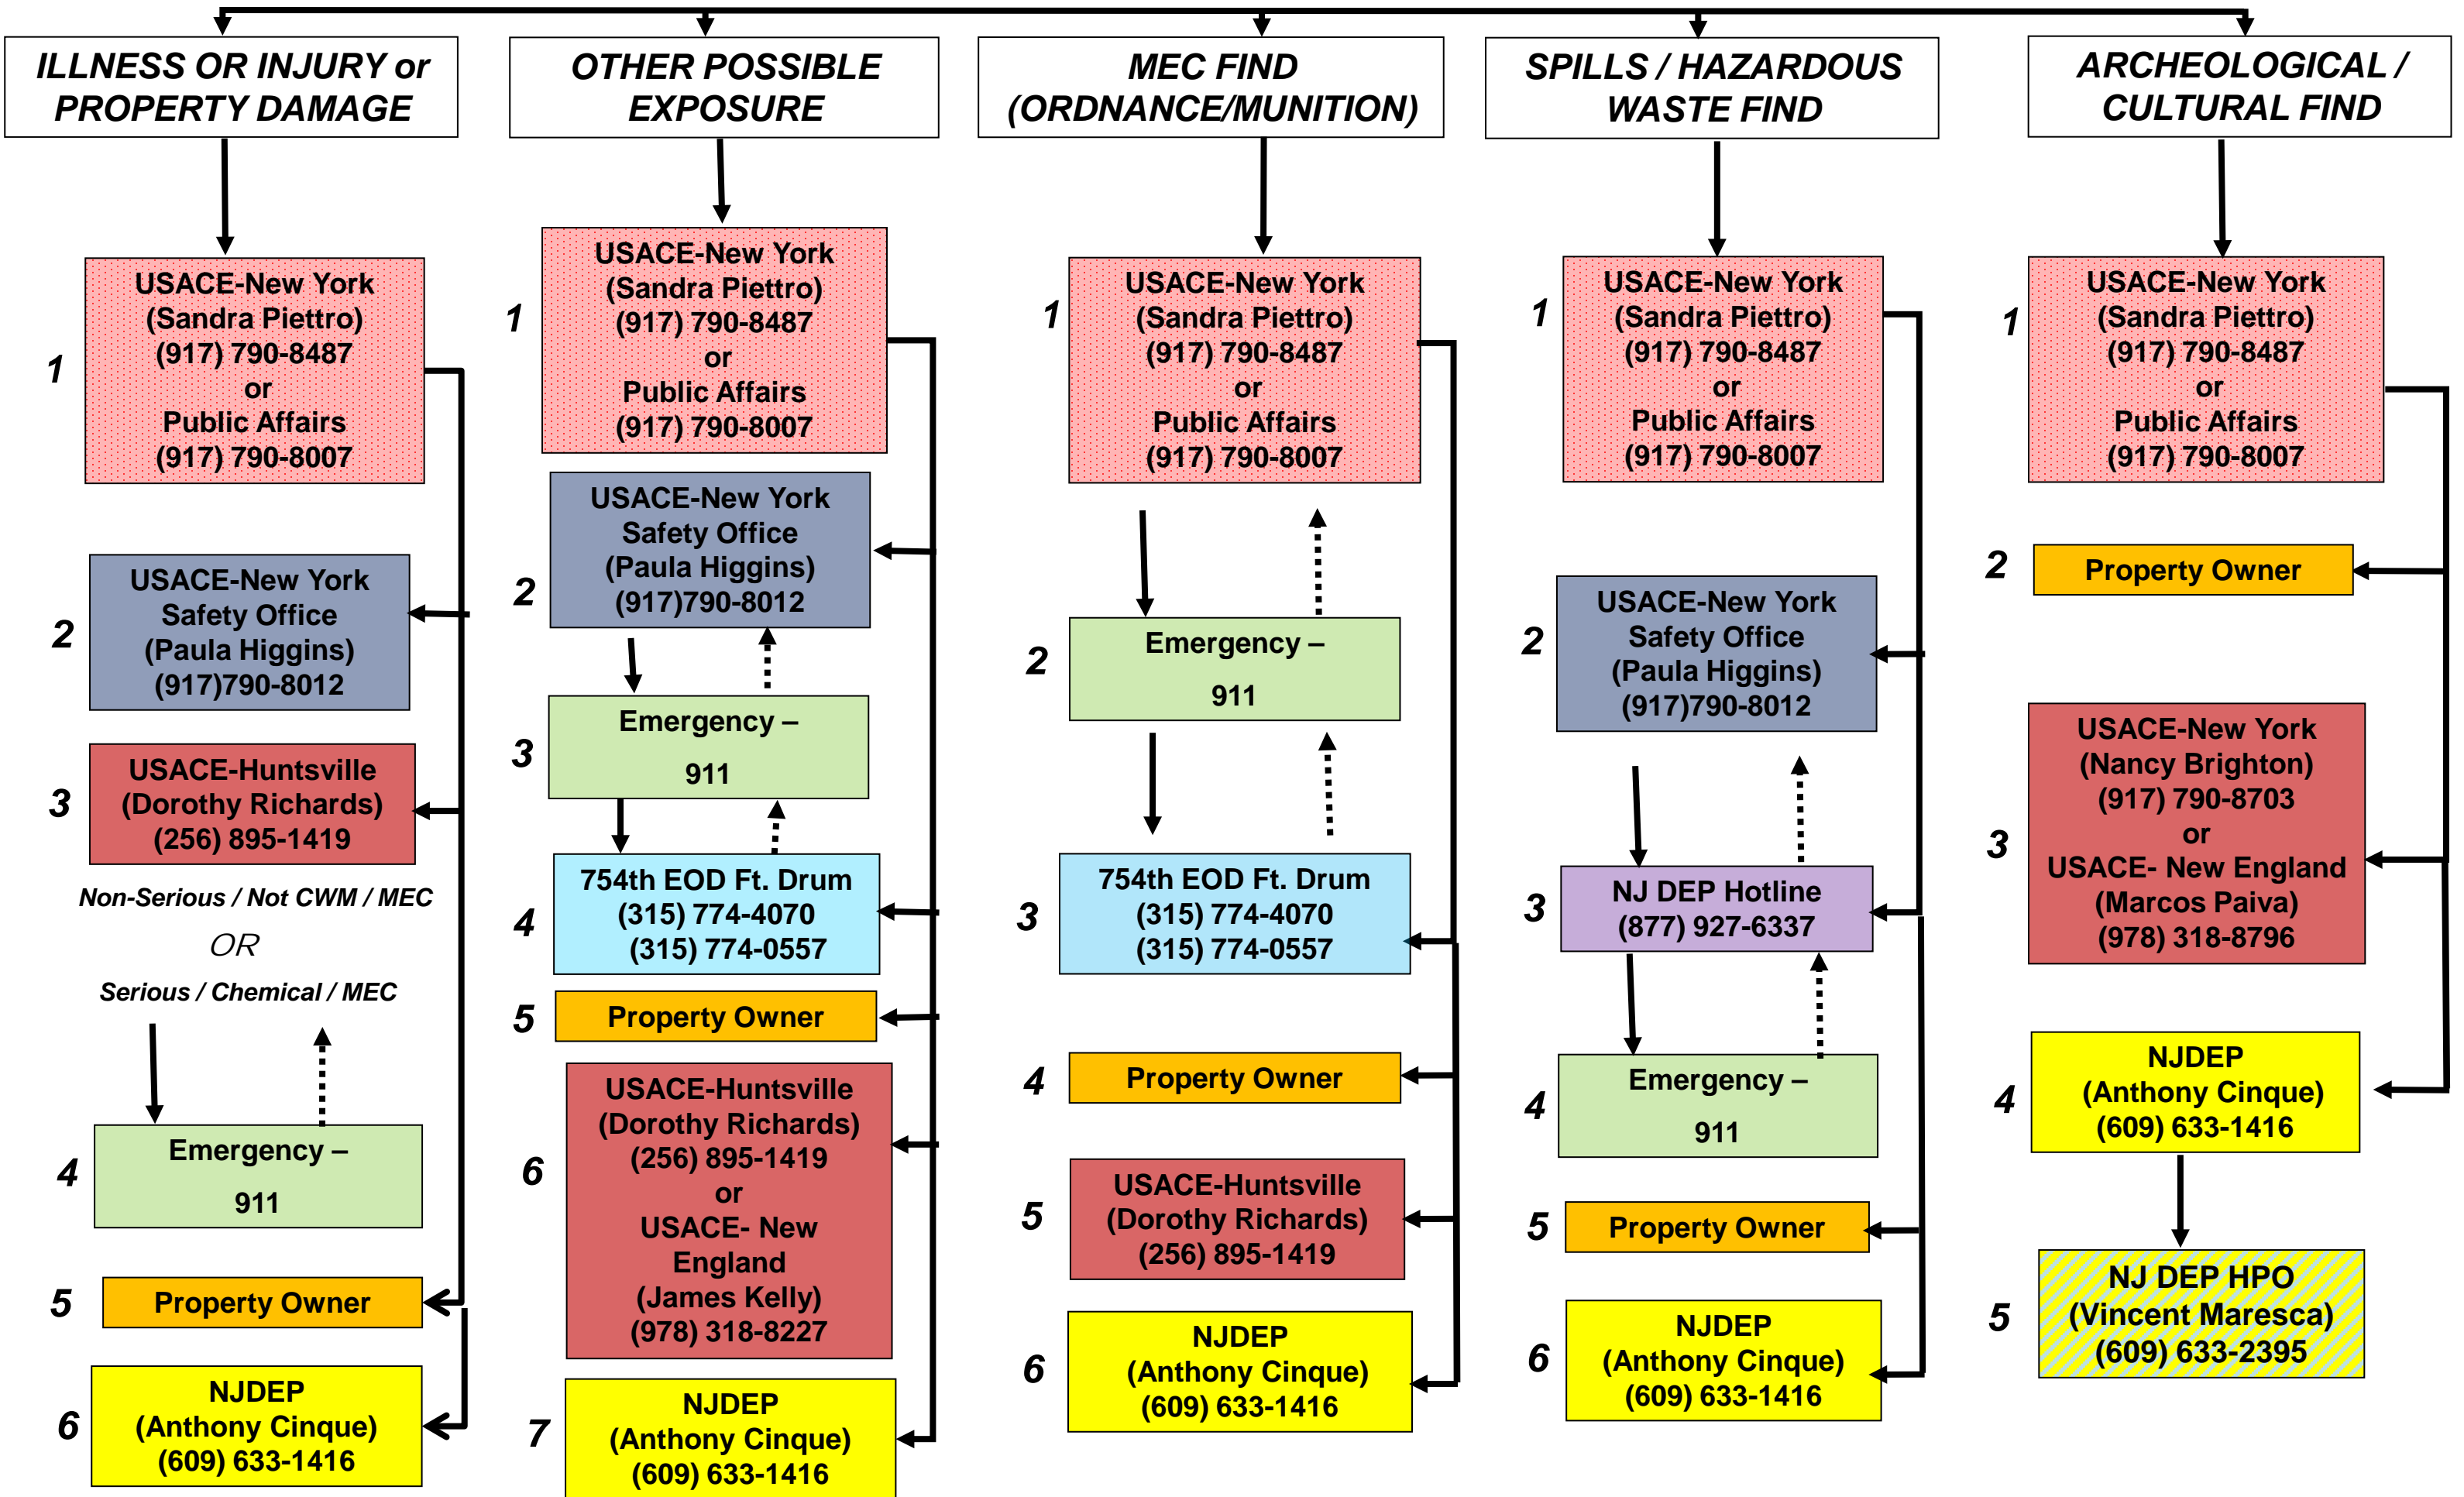 ILLNESS OR INJURY or
PROPERTY DAMAGE
1
USACE-New York
(Sandra Piettro)
(917) 790-8487
or
Public Affairs
(917) 790-8007
2
USACE-New York
Safety Office
(Paula Higgins)
(917)790-8012
3
USACE-Huntsville
(Dorothy Richards)
(256) 895-1419
Non-Serious / Not CWM / MEC
OR
Serious / Chemical / MEC
4
Emergency –
911
5
Property Owner
6
NJDEP
(Anthony Cinque)
(609) 633-1416
OTHER POSSIBLE
EXPOSURE
1
USACE-New York
(Sandra Piettro)
(917) 790-8487
or
Public Affairs
(917) 790-8007
2
USACE-New York
Safety Office
(Paula Higgins)
(917)790-8012
3
Emergency –
911
4
754th EOD Ft. Drum
(315) 774-4070
(315) 774-0557
5
Property Owner
6
USACE-Huntsville
(Dorothy Richards)
(256) 895-1419
or
USACE- New
England
(James Kelly)
(978) 318-8227
7
NJDEP
(Anthony Cinque)
(609) 633-1416
MEC FIND
(ORDNANCE/MUNITION)
1
USACE-New York
(Sandra Piettro)
(917) 790-8487
or
Public Affairs
(917) 790-8007
2
Emergency –
911
3
754th EOD Ft. Drum
(315) 774-4070
(315) 774-0557
4
Property Owner
5
USACE-Huntsville
(Dorothy Richards)
(256) 895-1419
6
NJDEP
(Anthony Cinque)
(609) 633-1416
SPILLS / HAZARDOUS
WASTE FIND
1
USACE-New York
(Sandra Piettro)
(917) 790-8487
or
Public Affairs
(917) 790-8007
2
USACE-New York
Safety Office
(Paula Higgins)
(917)790-8012
3
NJ DEP Hotline
(877) 927-6337
4
Emergency –
911
5
Property Owner
6
NJDEP
(Anthony Cinque)
(609) 633-1416
ARCHEOLOGICAL /
CULTURAL FIND
1
USACE-New York
(Sandra Piettro)
(917) 790-8487
or
Public Affairs
(917) 790-8007
2
Property Owner
3
USACE-New York
(Nancy Brighton)
(917) 790-8703
or
USACE- New England
(Marcos Paiva)
(978) 318-8796
4
NJDEP
(Anthony Cinque)
(609) 633-1416
5
NJ DEP HPO
(Vincent Maresca)
(609) 633-2395